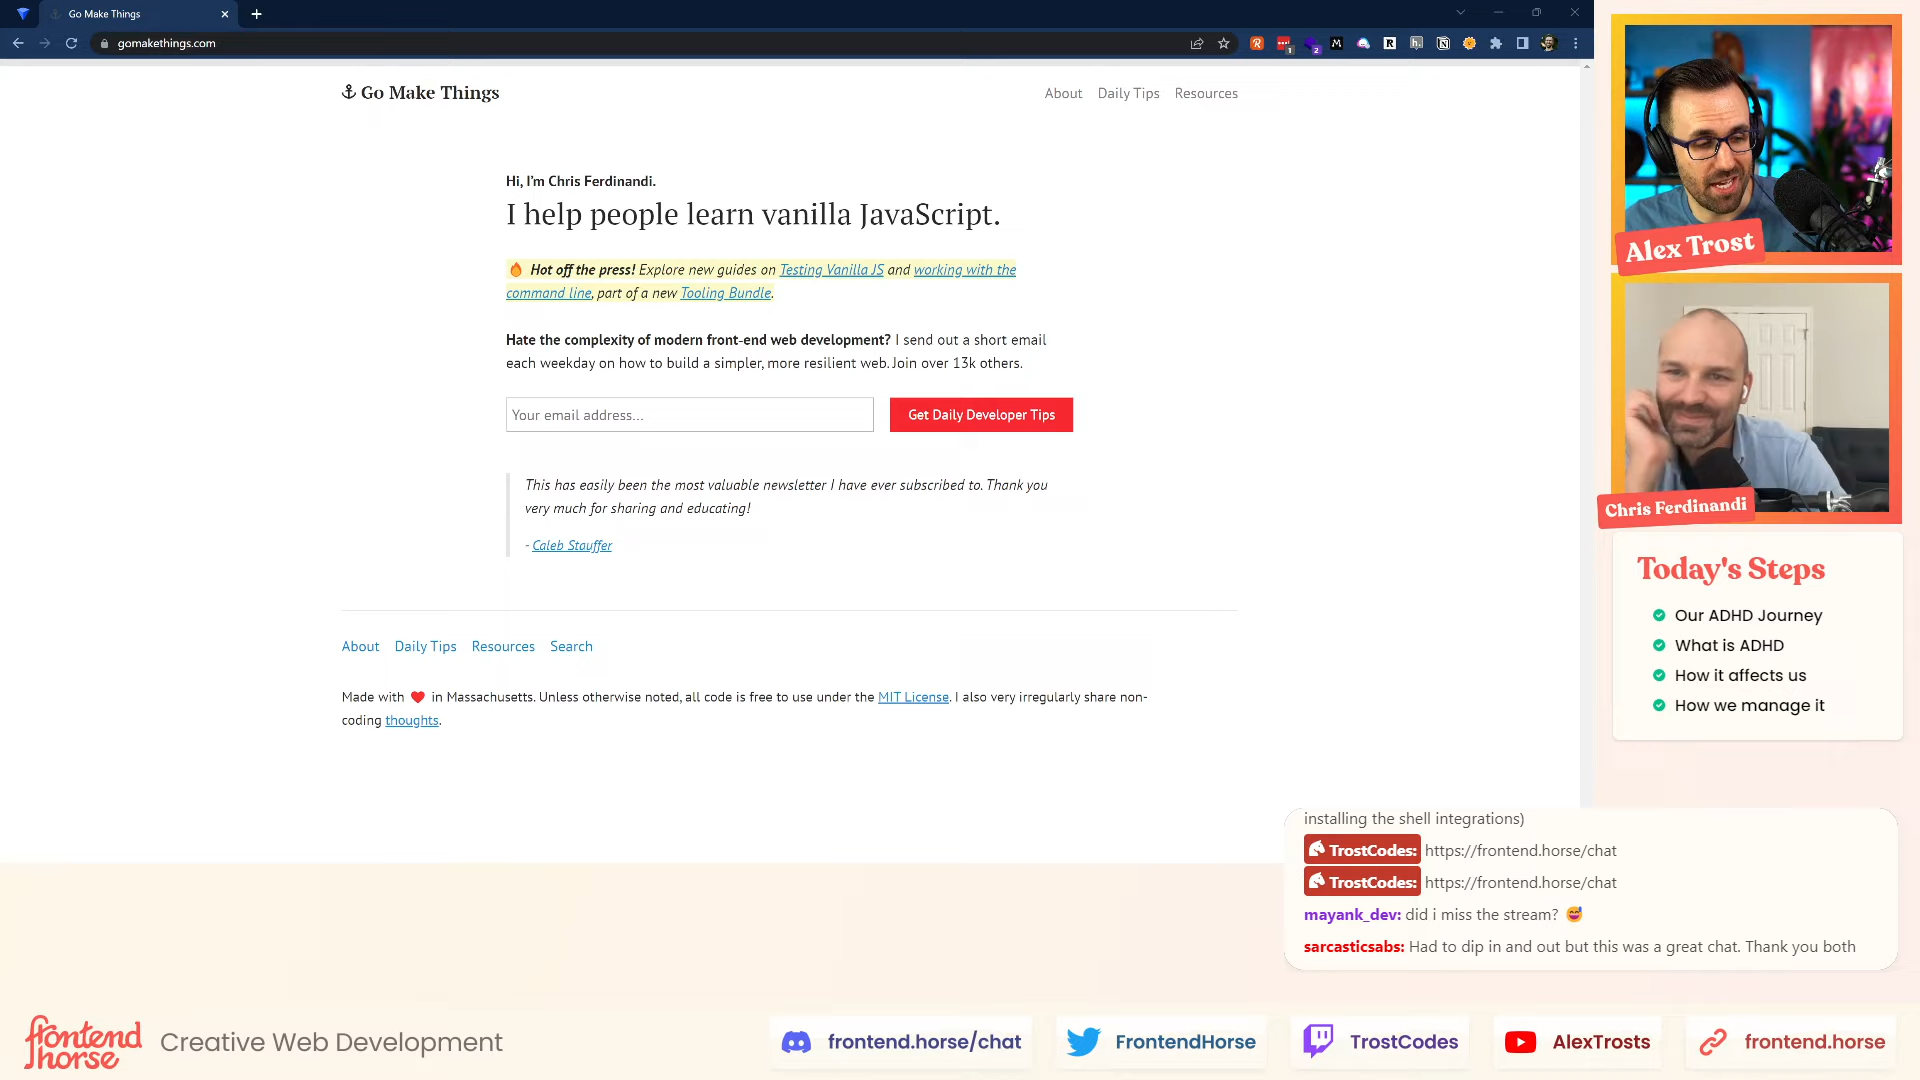 Go Make Things
gomakethings.com
1
2
Go Make Things
About Daily Tips Resources
Hi, I'm Chris Ferdinandi.
I help people learn vanilla JavaScript.
🔥 Hot off the press! Explore new guides on Testing Vanilla JS and working with the
command line, part of a new Tooling Bundle.
Hate the complexity of modern front-end web development? I send out a short email
each weekday on how to build a simpler, more resilient web. Join over 13k others.
Your email address...
Get Daily Developer Tips
This has easily been the most valuable newsletter I have ever subscribed to. Thank you
very much for sharing and educating!
- Caleb Stauffer
About Daily Tips Resources Search
Made with ❤️ in Massachusetts. Unless otherwise noted, all code is free to use under the MIT License. I also very irregularly share non-
coding thoughts.
Alex Trost
Chris Ferdinandi
Today's Steps
Our ADHD Journey
What is ADHD
How it affects us
How we manage it
installing the shell integrations)
TrostCodes: https://frontend.horse/chat
TrostCodes: https://frontend.horse/chat
mayank_dev: did i miss the stream? 😅
sarcasticsabs: Had to dip in and out but this was a great chat. Thank you both
frontend
horse
Creative Web Development
frontend.horse/chat
FrontendHorse
TrostCodes
AlexTrosts
frontend.horse